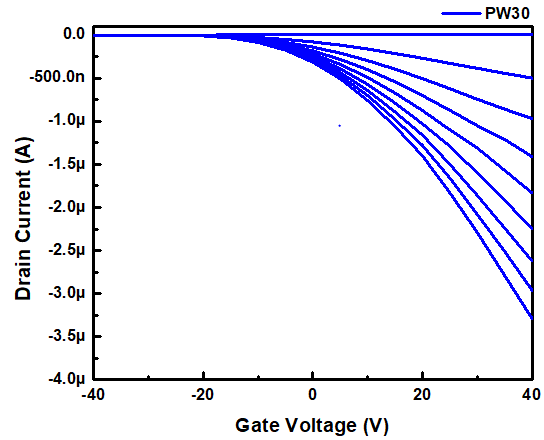 PW30
0.0
-500.0n
-1.0µ
-1.5µ
-2.0µ
-2.5µ
-3.0µ
-3.5µ
-4.0µ
Drain Current (A)
-40 -20 0 20 40
Gate Voltage (V)